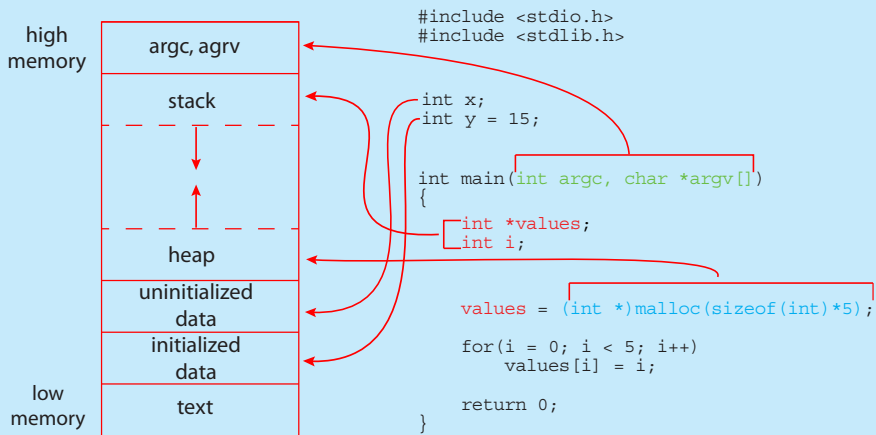 high
memory
argc, agrv
stack
heap
uninitialized
data
initialized
data
low
memory
text
#include <stdio.h>
#include <stdlib.h>
int x;
int y = 15;
int main(int argc, char *argv[])
{
int *values;
int i;
values = (int *)malloc(sizeof(int)*5);
for(i = 0; i < 5; i++)
values[i] = i;
return 0;
}